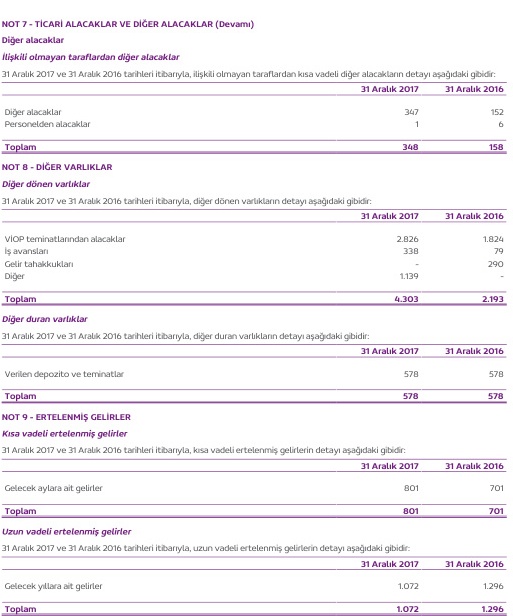 NOT 7 - TİCARİ ALACAKLAR VE DİĞER ALACAKLAR (Devamı)
Diğer alacaklar
İlişkili olmayan taraflardan diğer alacaklar
31 Aralık 2017 ve 31 Aralık 2016 tarihleri itibarıyla, ilişkili olmayan taraflardan kısa vadeli diğer alacakların detayı aşağıdaki gibidir:
31 Aralık 2017 31 Aralık 2016
Diğer alacaklar 347 152
Personelden alacaklar 1 6
Toplam 348 158
NOT 8 - DİĞER VARLIKLAR
Diğer dönen varlıklar
31 Aralık 2017 ve 31 Aralık 2016 tarihleri itibarıyla, diğer dönen varlıkların detayı aşağıdaki gibidir:
31 Aralık 2017 31 Aralık 2016
VİOP teminatlarından alacaklar 2.826 1.824
İş avansları 338 79
Gelir tahakkukları - 290
Diğer 1.139 -
Toplam 4.303 2.193
Diğer duran varlıklar
31 Aralık 2017 ve 31 Aralık 2016 tarihleri itibarıyla, diğer duran varlıkların detayı aşağıdaki gibidir:
31 Aralık 2017 31 Aralık 2016
Verilen depozito ve teminatlar 578 578
Toplam 578 578
NOT 9 - ERTELENMİŞ GELİRLER
Kısa vadeli ertelenmiş gelirler
31 Aralık 2017 ve 31 Aralık 2016 tarihleri itibarıyla, kısa vadeli ertelenmiş gelirlerin detayı aşağıdaki gibidir:
31 Aralık 2017 31 Aralık 2016
Gelecek aylara ait gelirler 801 701
Toplam 801 701
Uzun vadeli ertelenmiş gelirler
31 Aralık 2017 ve 31 Aralık 2016 tarihleri itibarıyla, uzun vadeli ertelenmiş gelirlerin detayı aşağıdaki gibidir:
31 Aralık 2017 31 Aralık 2016
Gelecek yıllara ait gelirler 1.072 1.296
Toplam 1.072 1.296